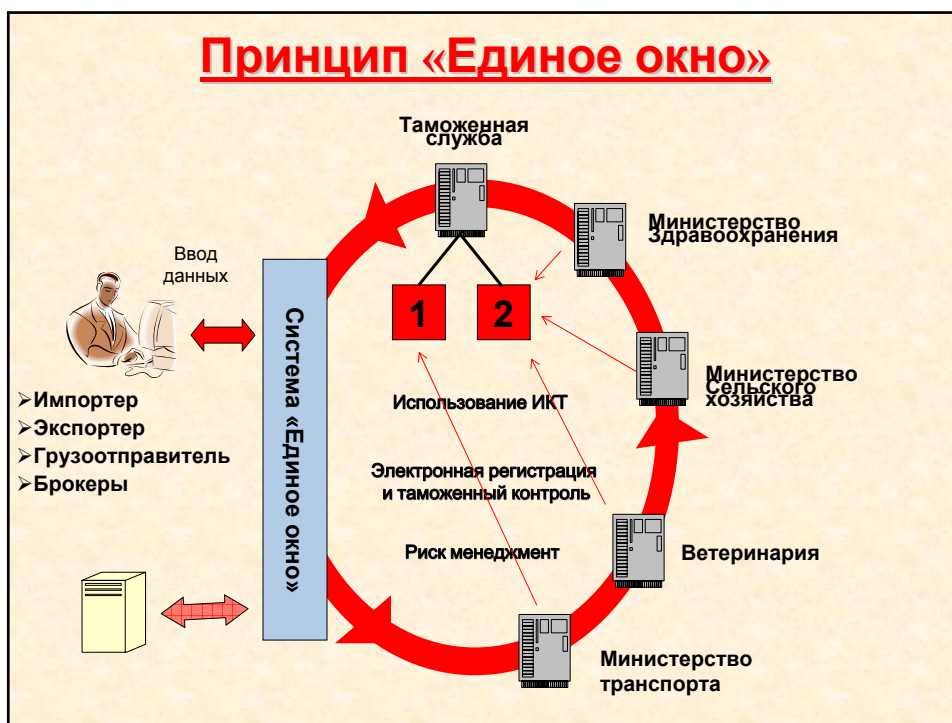 Принцип «Единое окно»
Таможенная
служба
Министерство
Здравоохранения
Ввод
данных
1
2
Система «Единое окно»
Министерство
Сельского
хозяйства
➢Импортер
➢Экспортер
➢Грузоотправитель
➢Брокеры
Использование ИКТ
Электронная регистрация
и таможенный контроль
Риск менеджмент
Ветеринария
Министерство
транспорта